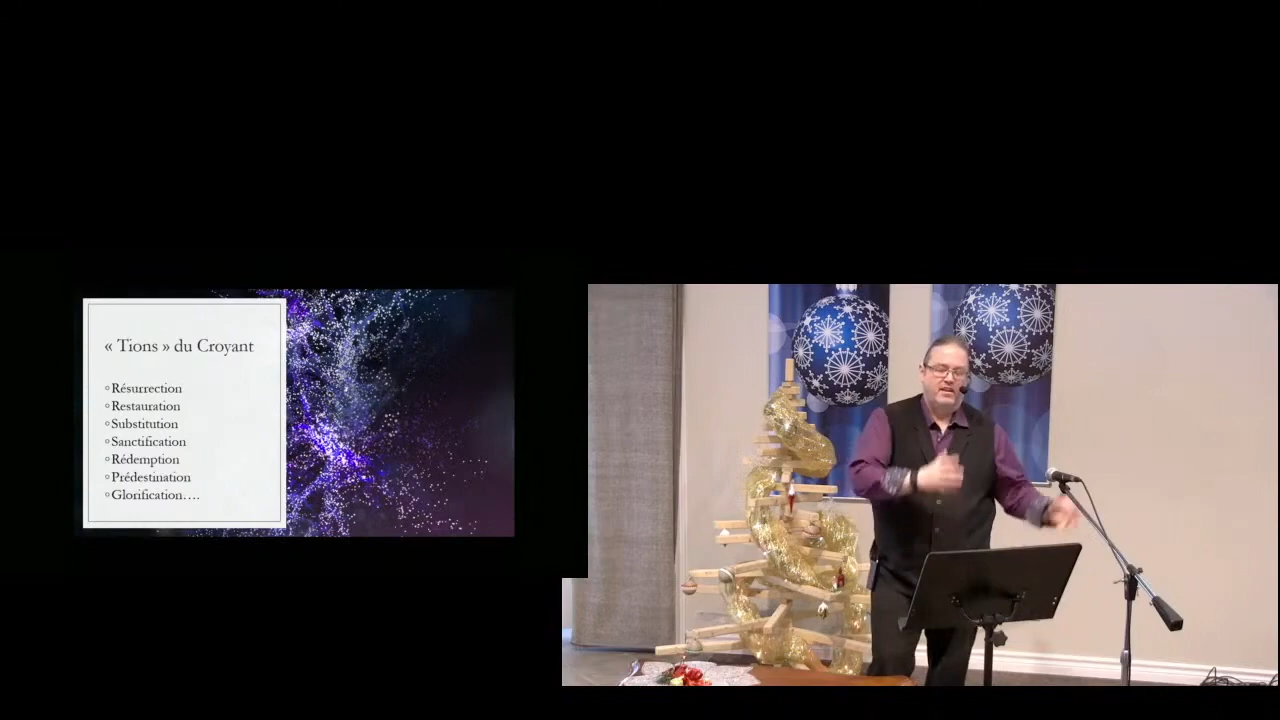 « Tions » du Croyant
◦Résurrection
◦Restauration
◦Substitution
◦Sanctification
◦Rédemption
◦Prédestination
◦Glorification….